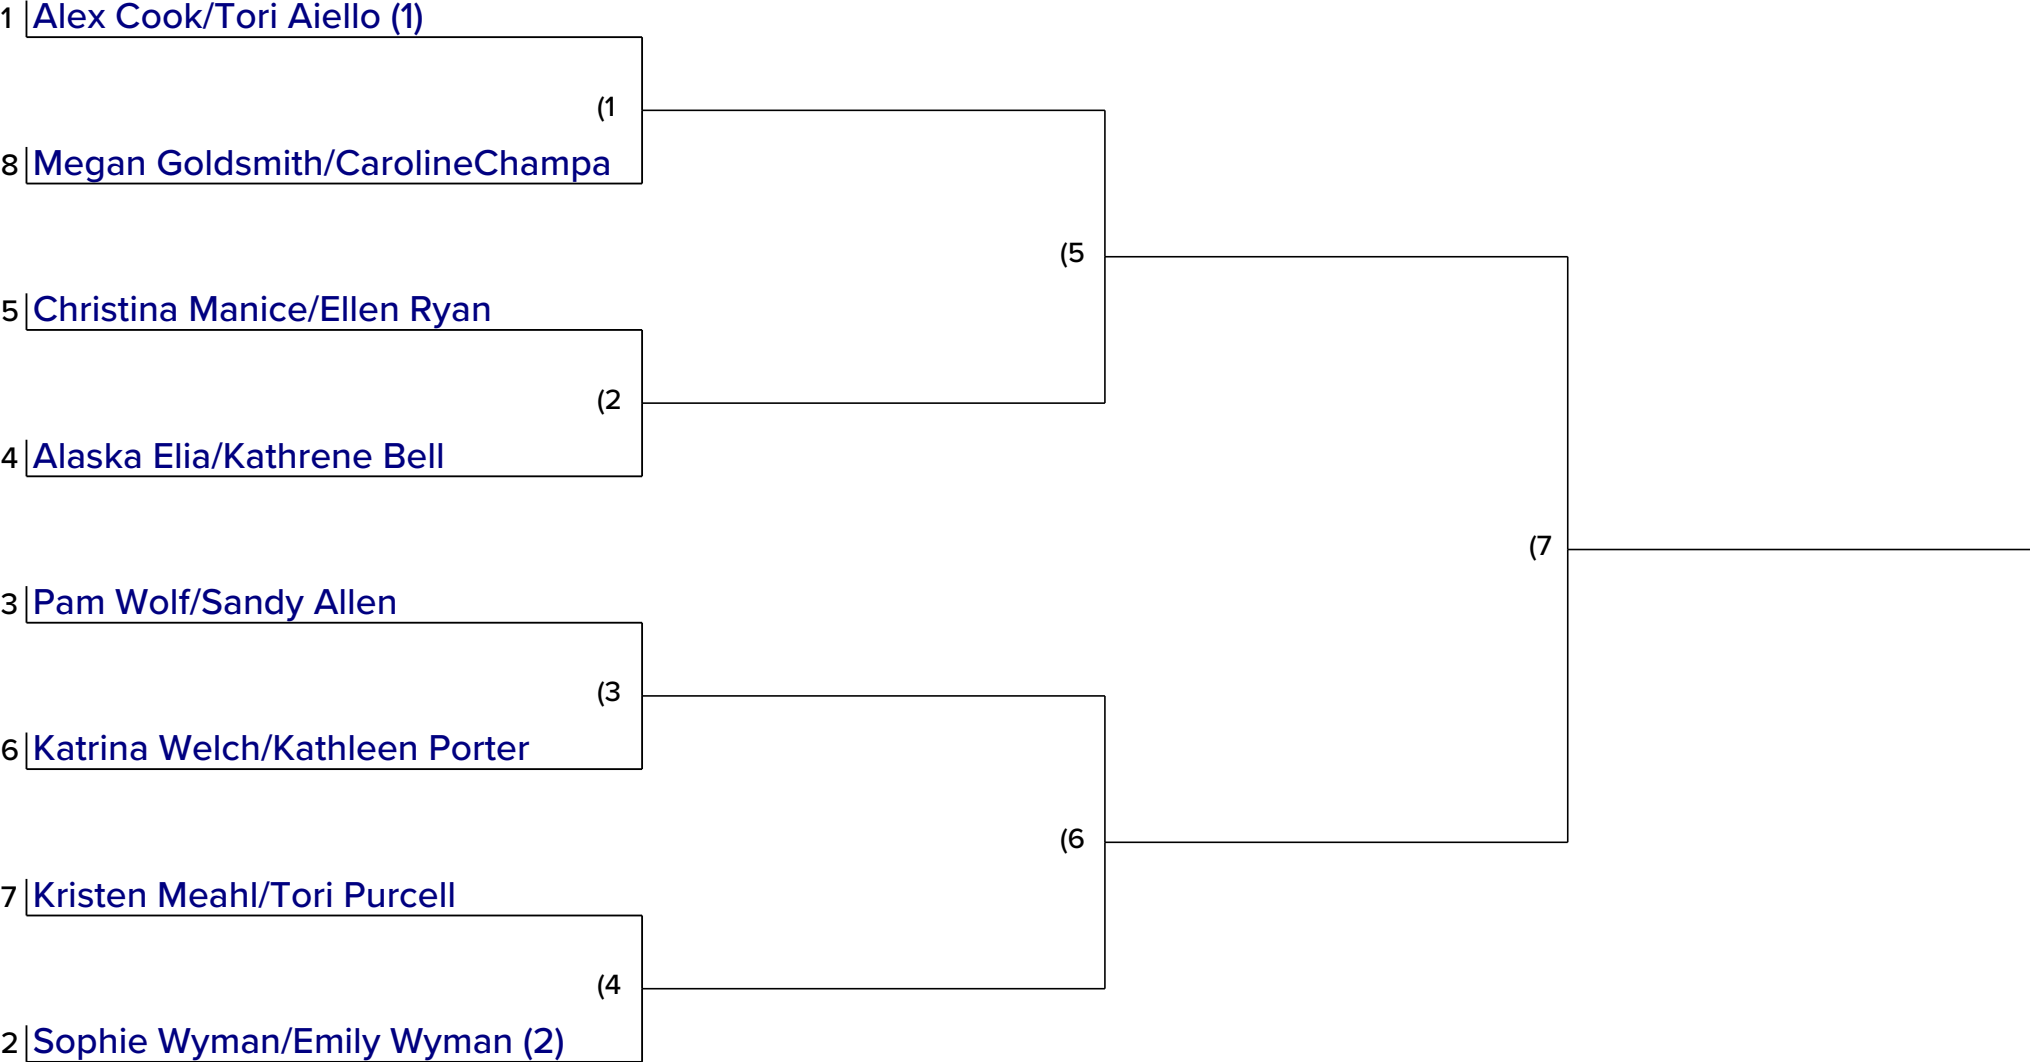 1 Alex Cook/Tori Aiello (1)
(1
8 Megan Goldsmith/CarolineChampa
(5
5 Christina Manice/Ellen Ryan
(2
4 Alaska Elia/Kathrene Bell
(7
3 Pam Wolf/Sandy Allen
(3
6 Katrina Welch/Kathleen Porter
(6
7 Kristen Meahl/Tori Purcell
(4
2 Sophie Wyman/Emily Wyman (2)